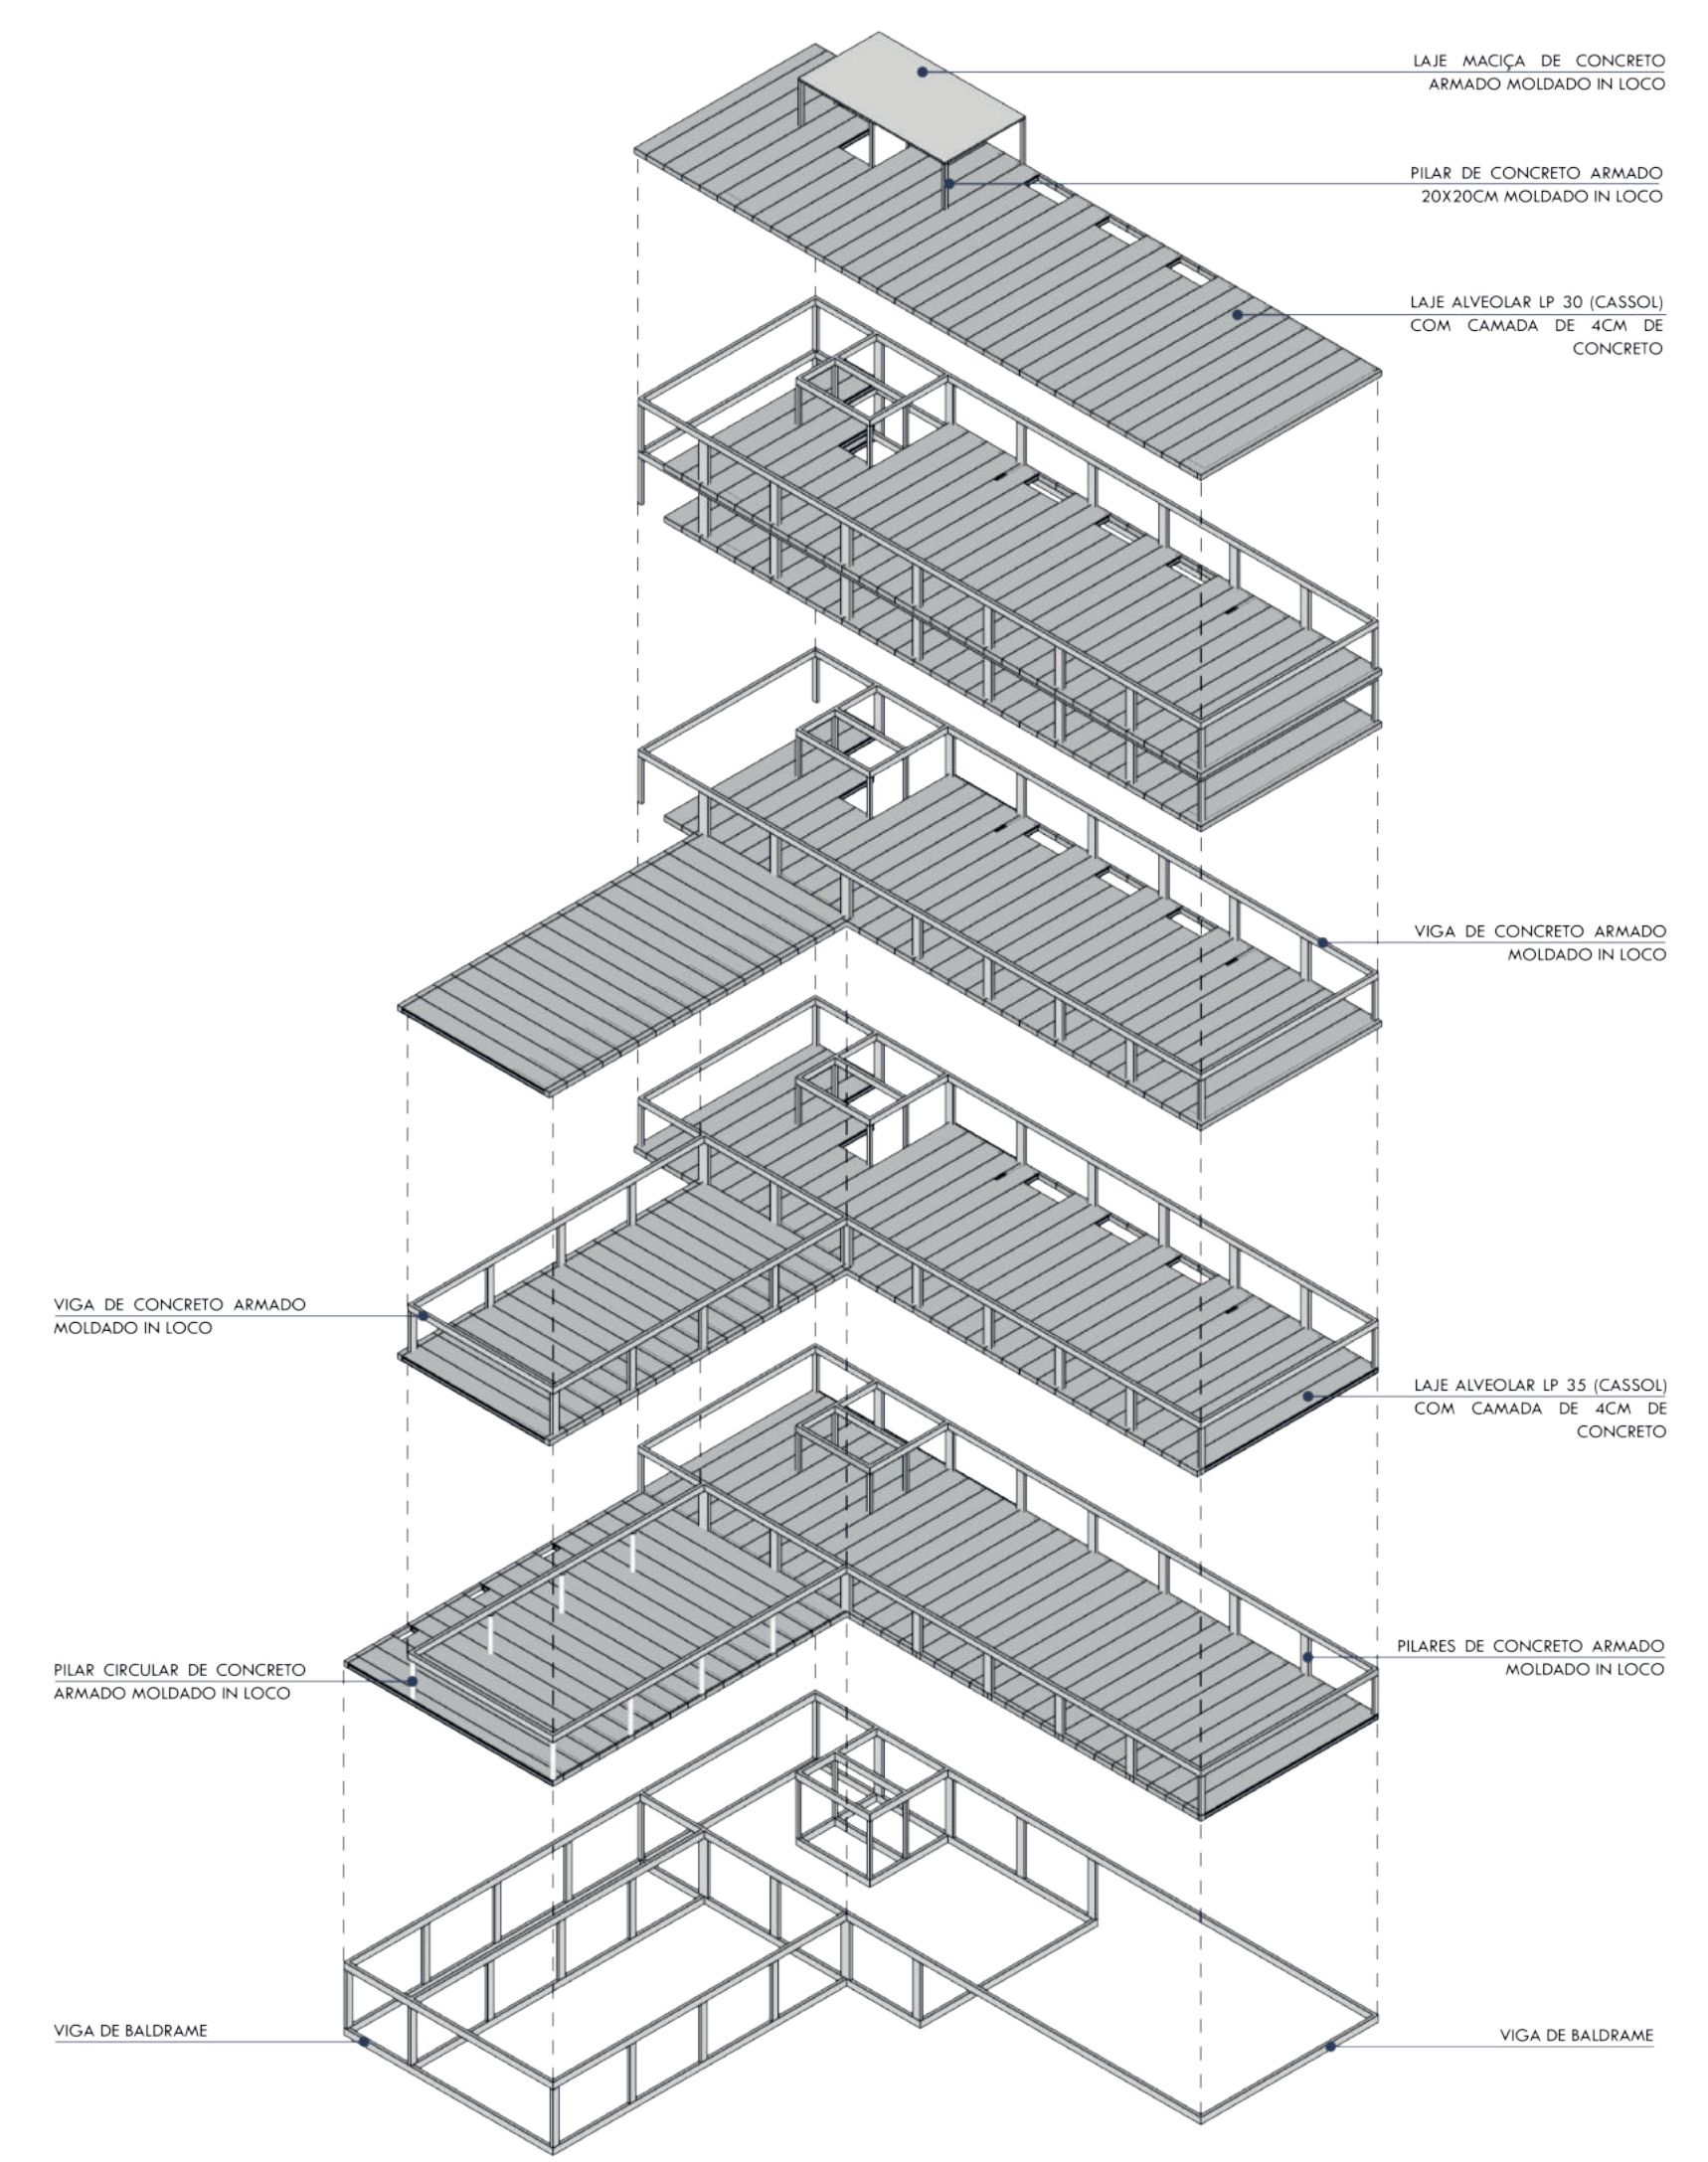 LAJE MACIÇA DE CONCRETO
ARMADO MOLDADO IN LOCO
PILAR DE CONCRETO ARMADO
20X20CM MOLDADO IN LOCO
LAJE ALVEOLAR LP 30 (CASSOL)
COM CAMADA DE 4CM DE
CONCRETO
VIGA DE CONCRETO ARMADO
MOLDADO IN LOCO
VIGA DE CONCRETO ARMADO
MOLDADO IN LOCO
LAJE ALVEOLAR LP 35 (CASSOL)
COM CAMADA DE 4CM DE
CONCRETO
PILARES DE CONCRETO ARMADO
MOLDADO IN LOCO
PILAR CIRCULAR DE CONCRETO
ARMADO MOLDADO IN LOCO
VIGA DE BALDRAME
VIGA DE BALDRAME